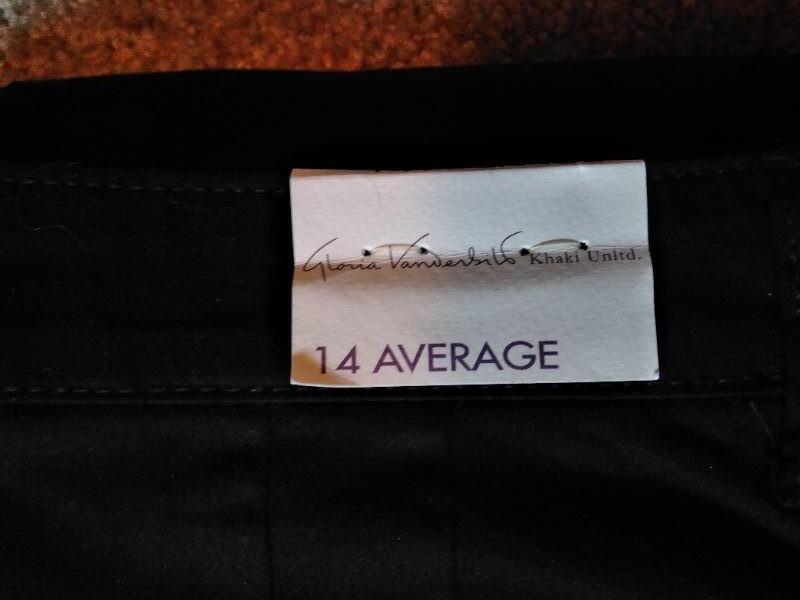 Gloria Vanderbilt Khaki Unltd.
14 AVERAGE